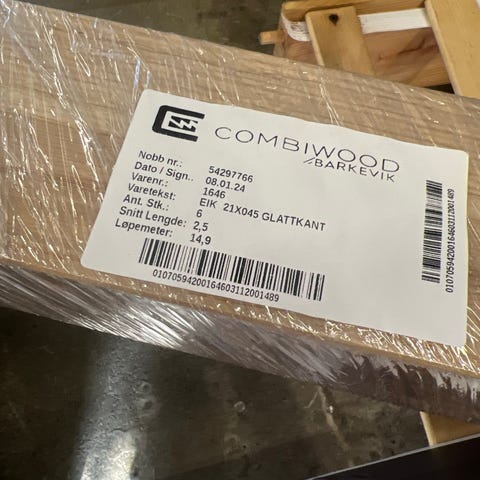 COMBIWOOD
BARKEVIK
Nobb nr.: 54297766
Dato / Sign.. 08.01.24
Varenr.: 1646
Varetekst: EIK 21X045 GLATTKANT
Ant. Stk.: 6
Snitt Lengde: 2,5
Løpemeter: 14,9
01070594200164603112001489
01070594200164603112001489